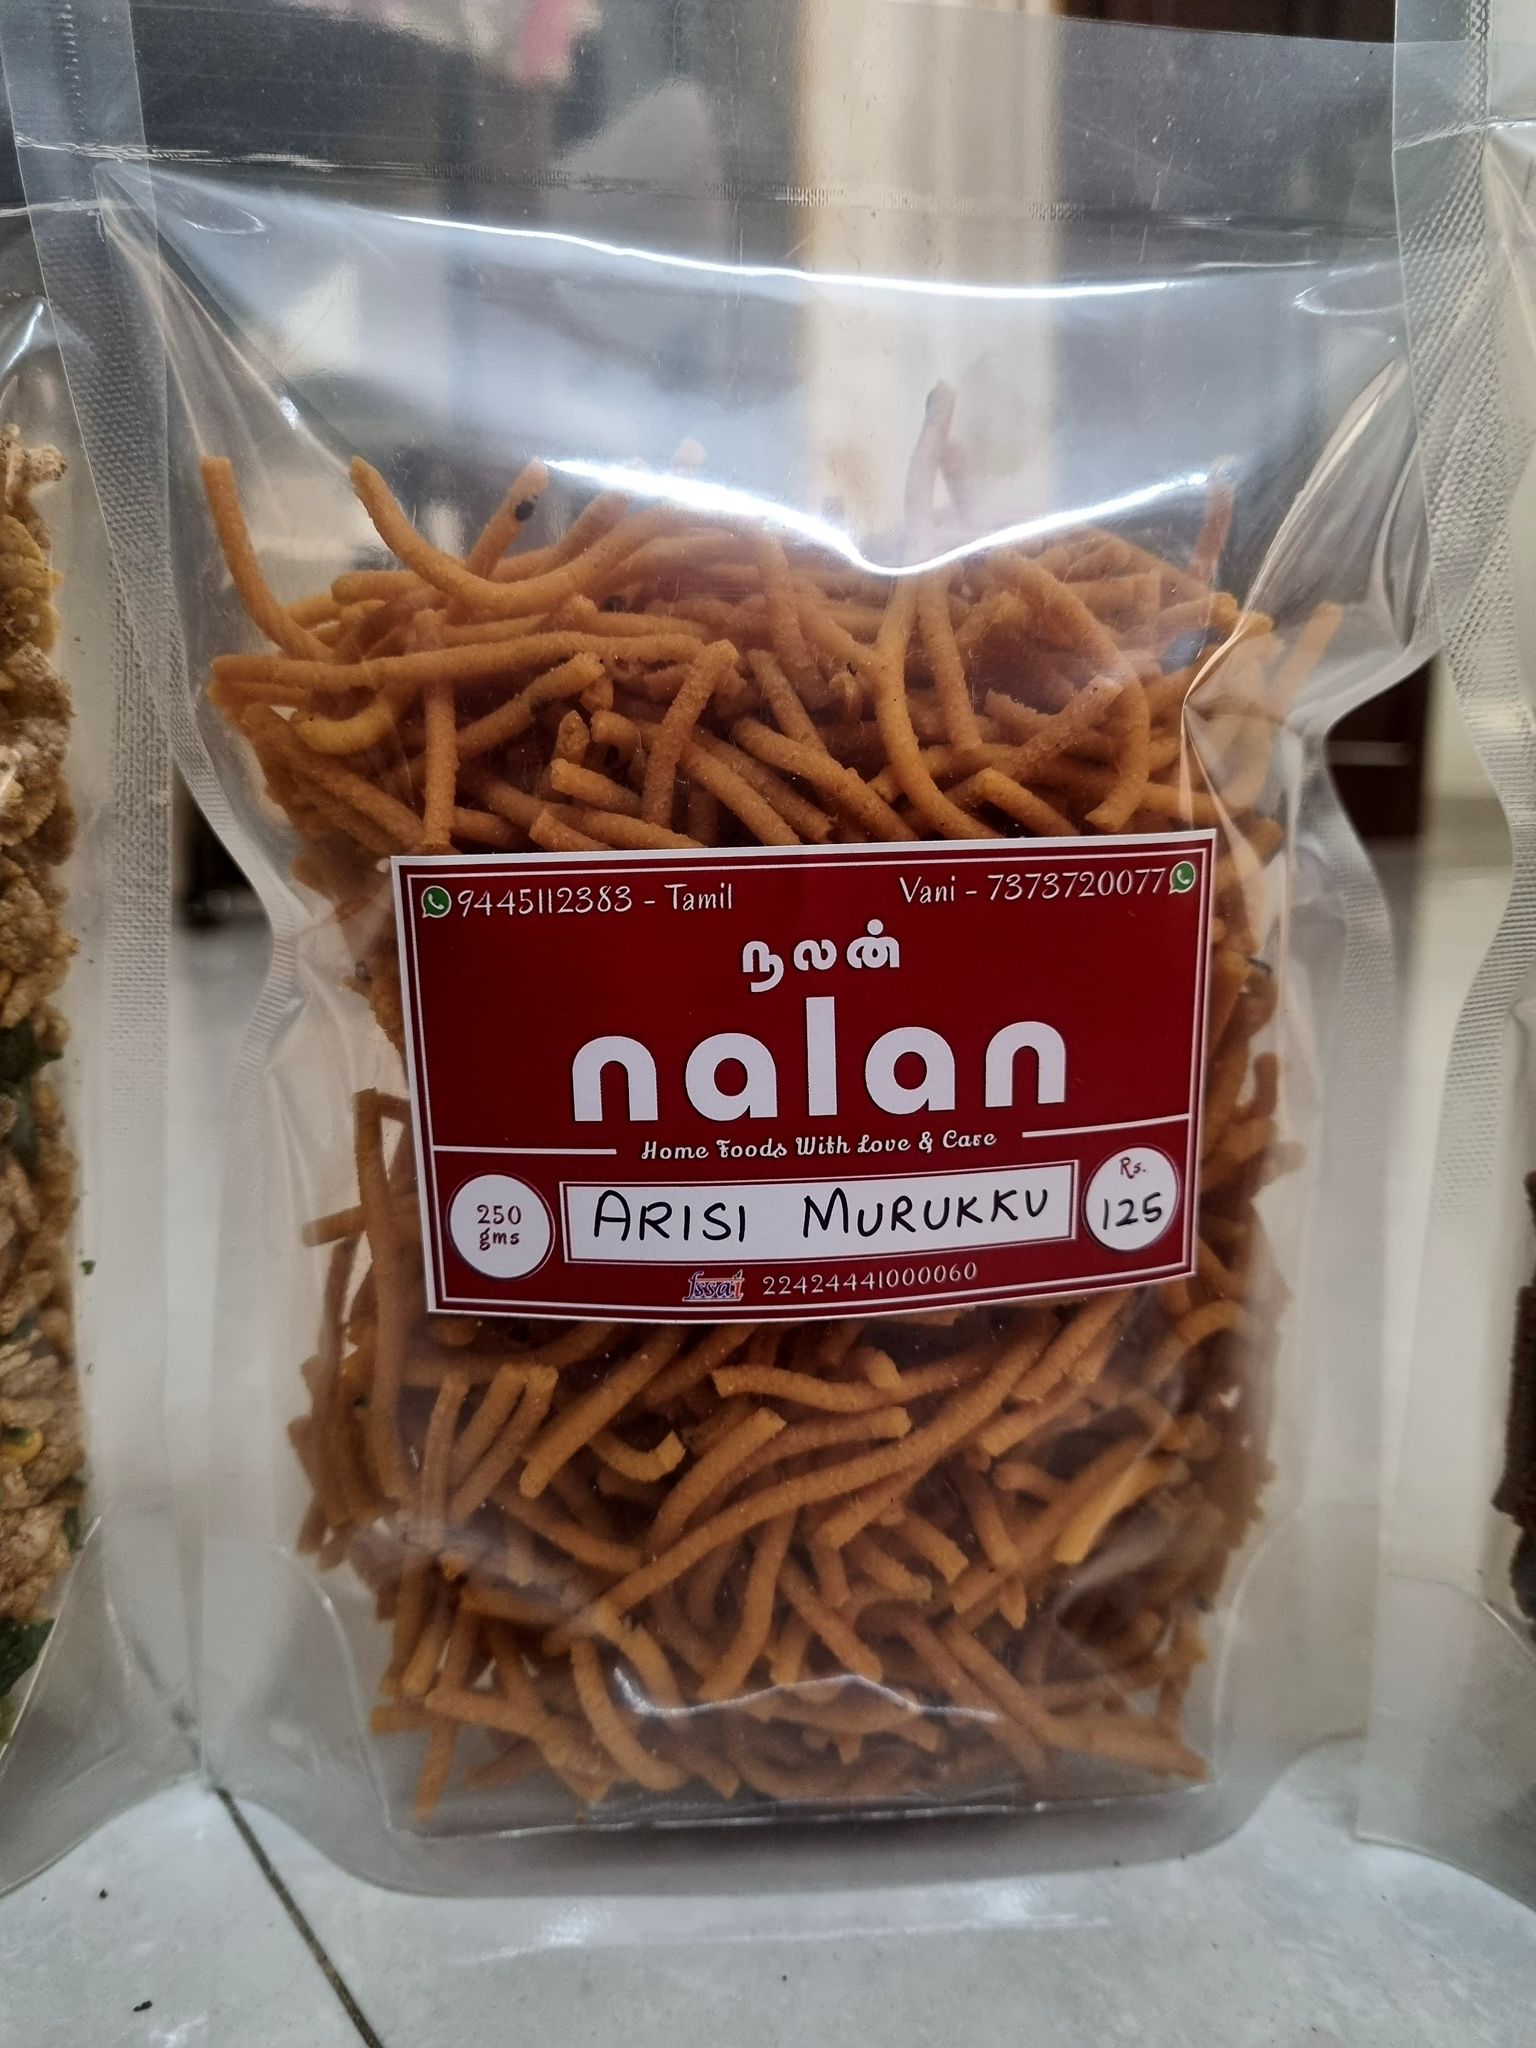 9445112383 - Tamil
Vani - 7373720077
நலன்
nalan
Home Foods With Love & Care
250
gms
ARISI MURUKKU
Rs.
125
fssai 22424441000060